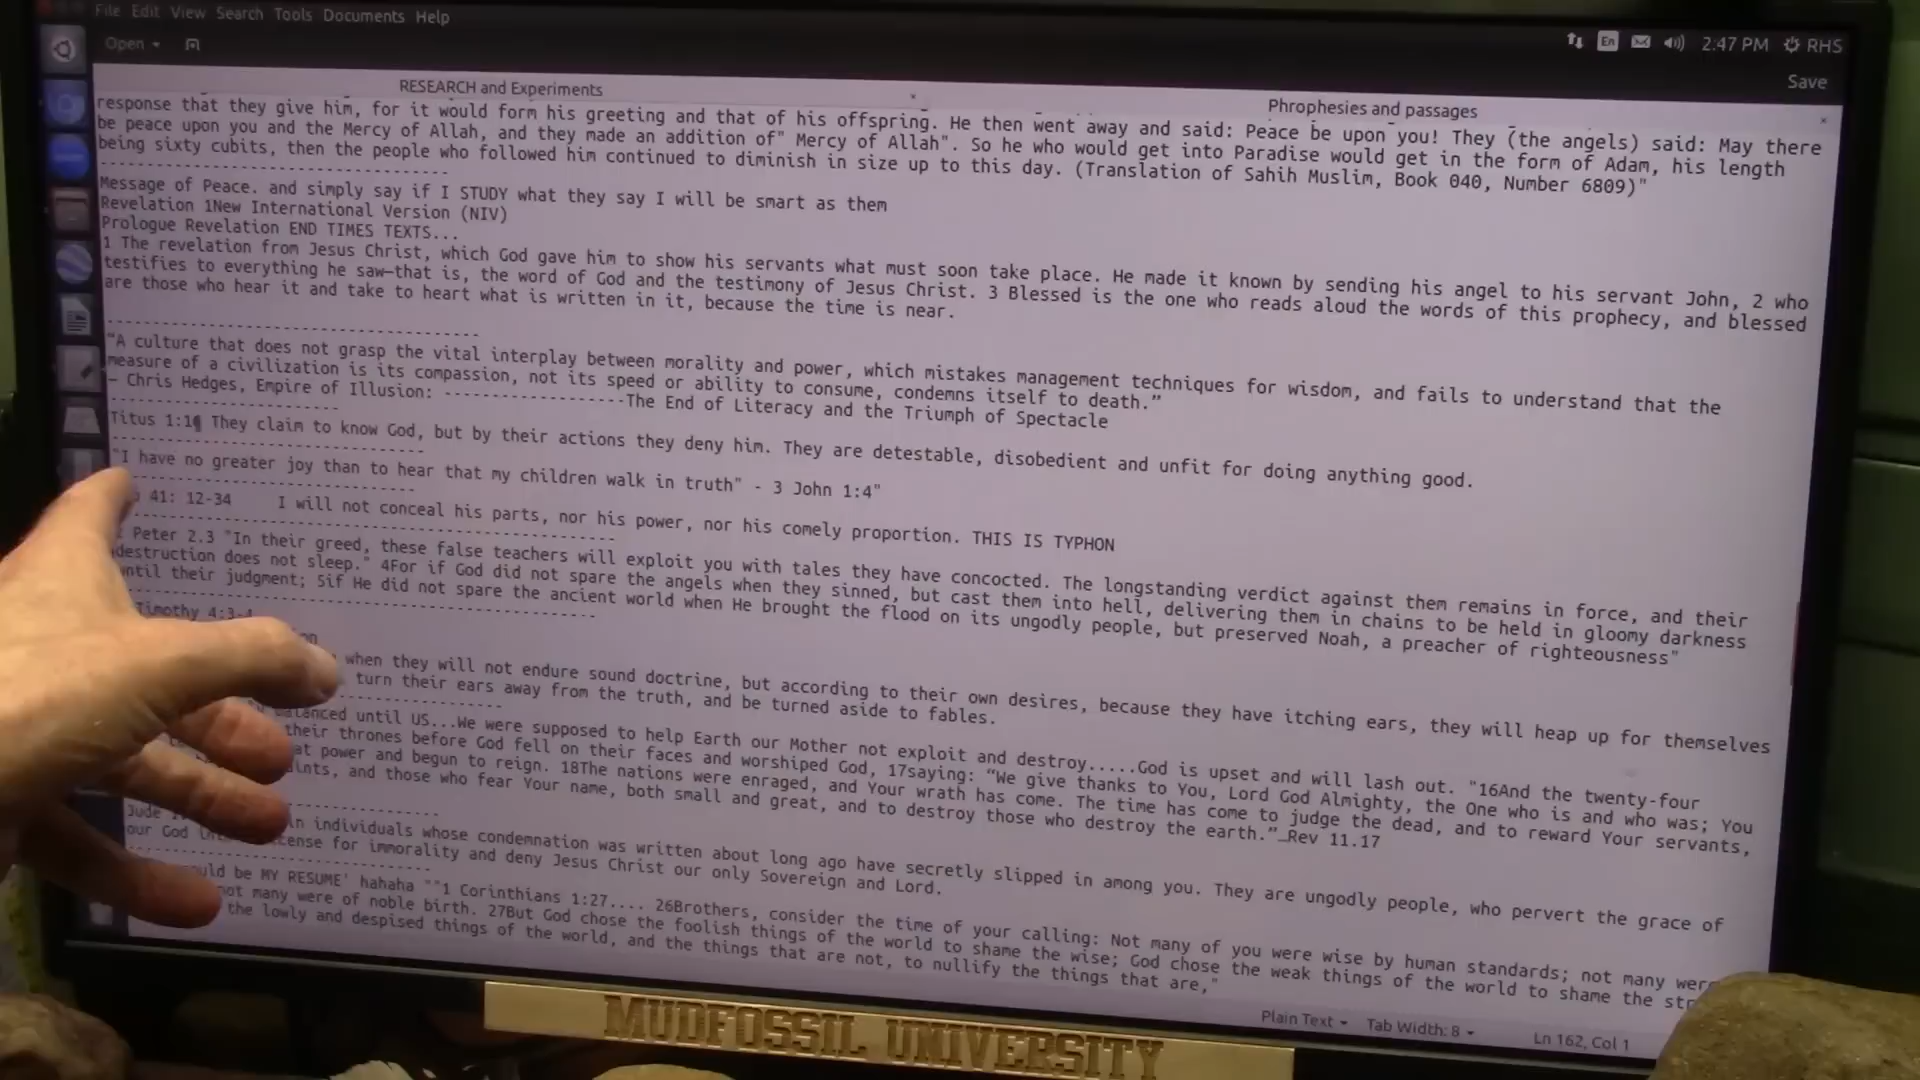 File Edit View Search Tools Documents Help
Open
En 2:47 PM RHS
Save
RESEARCH and Experiments
Phrophesies and passages
response that they give him, for it would form his greeting and that of his offspring. He then went away and said: Peace be upon you! They (the angels) said: May there
be peace upon you and the Mercy of Allah, and they made an addition of" Mercy of Allah". So he who would get into Paradise would get in the form of Adam, his length
being sixty cubits, then the people who followed him continued to diminish in size up to this day. (Translation of Sahih Muslim, Book 040, Number 6809)"
-----------------------------------
Message of Peace. and simply say if I STUDY what they say I will be smart as them
Revelation 1New International Version (NIV)
Prologue Revelation END TIMES TEXTS...
1 The revelation from Jesus Christ, which God gave him to show his servants what must soon take place. He made it known by sending his angel to his servant John, 2 who
testifies to everything he saw—that is, the word of God and the testimony of Jesus Christ. 3 Blessed is the one who reads aloud the words of this prophecy, and blessed
are those who hear it and take to heart what is written in it, because the time is near.
-------------------------------------
"A culture that does not grasp the vital interplay between morality and power, which mistakes management techniques for wisdom, and fails to understand that the
measure of a civilization is its compassion, not its speed or ability to consume, condemns itself to death.”
— Chris Hedges, Empire of Illusion: ------------------The End of Literacy and the Triumph of Spectacle
-----------------------
Titus 1:16 They claim to know God, but by their actions they deny him. They are detestable, disobedient and unfit for doing anything good.
-------------------------------
"I have no greater joy than to hear that my children walk in truth" - 3 John 1:4"
------------------------------
41: 12-34 I will not conceal his parts, nor his power, nor his comely proportion. THIS IS TYPHON
------------------------------------------------
2 Peter 2.3 "In their greed, these false teachers will exploit you with tales they have concocted. The longstanding verdict against them remains in force, and their
destruction does not sleep." 4For if God did not spare the angels when they sinned, but cast them into hell, delivering them in chains to be held in gloomy darkness
until their judgment; 5if He did not spare the ancient world when He brought the flood on its ungodly people, but preserved Noah, a preacher of righteousness"
----------------------------------------------
Timothy 4:3-4
when they will not endure sound doctrine, but according to their own desires, because they have itching ears, they will heap up for themselves
turn their ears away from the truth, and be turned aside to fables.
balanced until US...We were supposed to help Earth our Mother not exploit and destroy.....God is upset and will lash out. "16And the twenty-four
their thrones before God fell on their faces and worshiped God, 17saying: “We give thanks to You, Lord God Almighty, the One who is and who was; You
power and begun to reign. 18The nations were enraged, and Your wrath has come. The time has come to judge the dead, and to reward Your servants,
and those who fear Your name, both small and great, and to destroy those who destroy the earth.”_Rev 11.17
Jude individuals whose condemnation was written about long ago have secretly slipped in among you. They are ungodly people, who pervert the grace of
our God for immorality and deny Jesus Christ our only Sovereign and Lord.
be MY RESUME' hahaha ""1 Corinthians 1:27.... 26Brothers, consider the time of your calling: Not many of you were wise by human standards; not many were
not many were of noble birth. 27But God chose the foolish things of the world to shame the wise; God chose the weak things of the world to shame the
the lowly and despised things of the world, and the things that are not, to nullify the things that are,"
Plain Text Tab Width: 8 Ln 162, Col 1
MUDFOSSIL UNIVERSITY